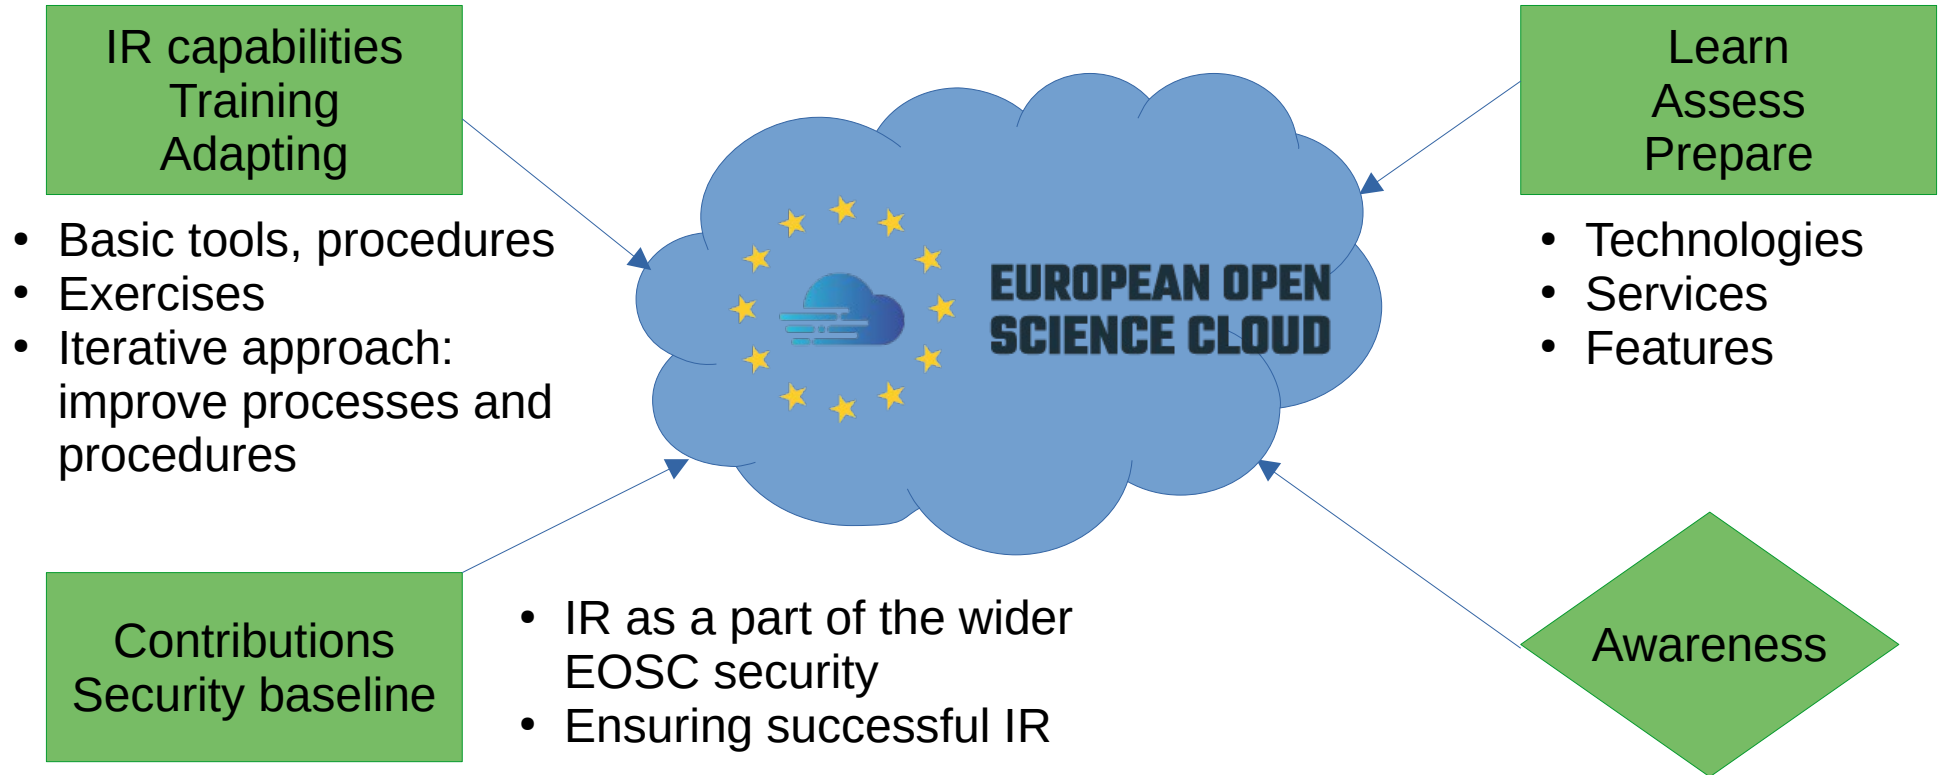 IR capabilities
Training
Adapting
• Basic tools, procedures
• Exercises
• Iterative approach:
improve processes and
procedures
EUROPEAN OPEN
SCIENCE CLOUD
Learn
Assess
Prepare
• Technologies
• Services
• Features
Contributions
Security baseline
• IR as a part of the wider
EOSC security
• Ensuring successful IR
Awareness